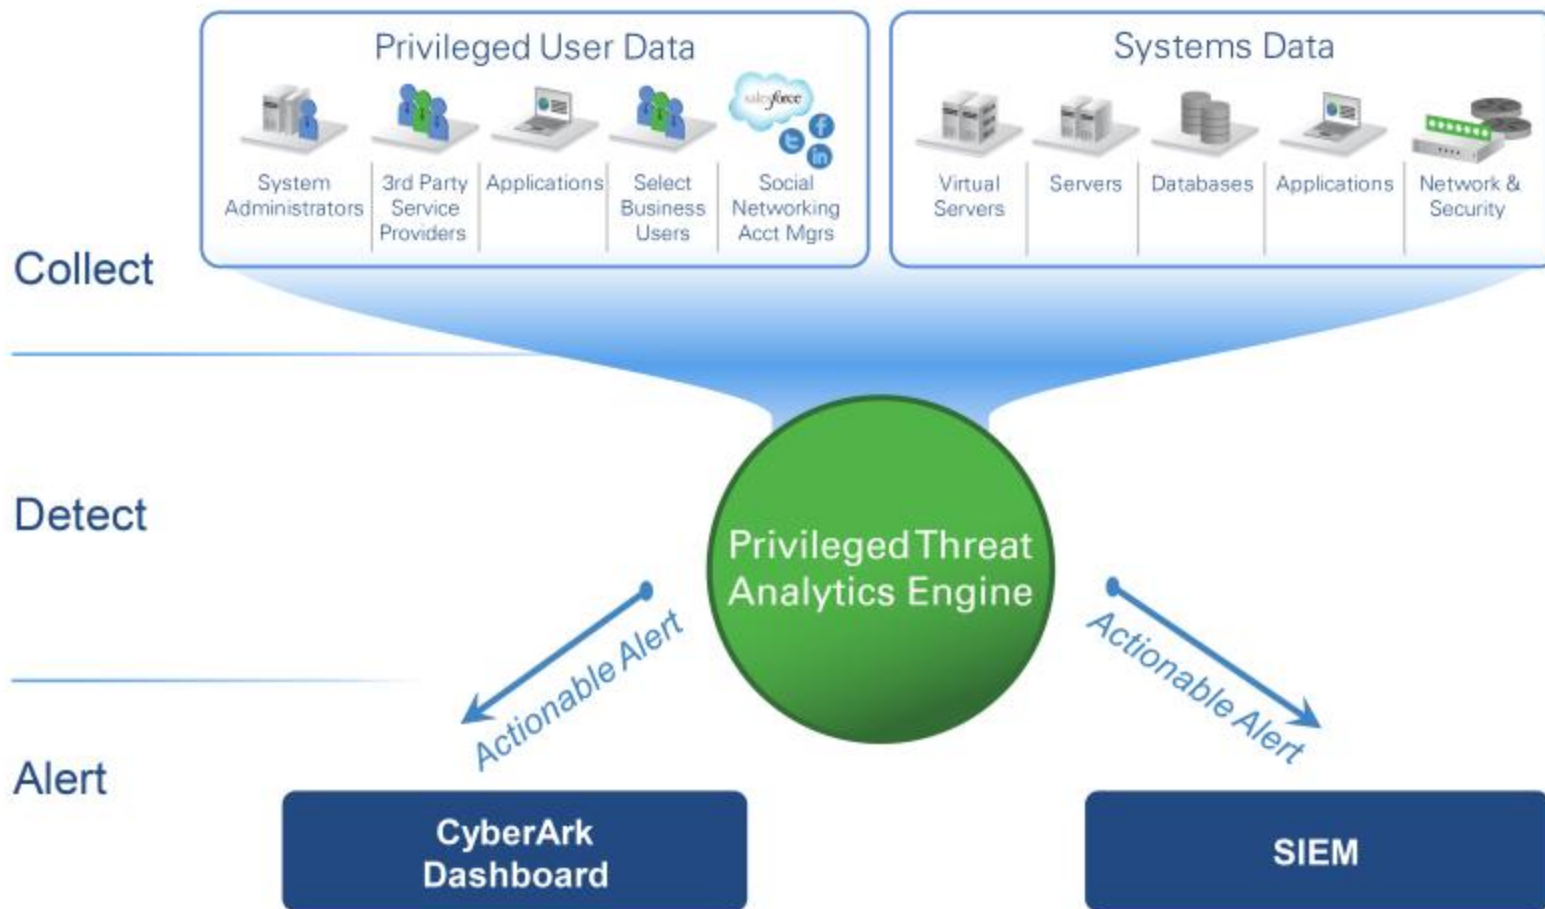 Privileged User Data
System
Administrators
3rd Party
Service
Providers
Applications
Select
Business
Users
salesforce
f
t
in
Social
Networking
Acct Mgrs
Systems Data
Virtual
Servers
Servers
Databases
Applications
Network &
Security
Collect
Detect
Privileged Threat
Analytics Engine
Actionable Alert
Actionable Alert
Alert
CyberArk
Dashboard
SIEM